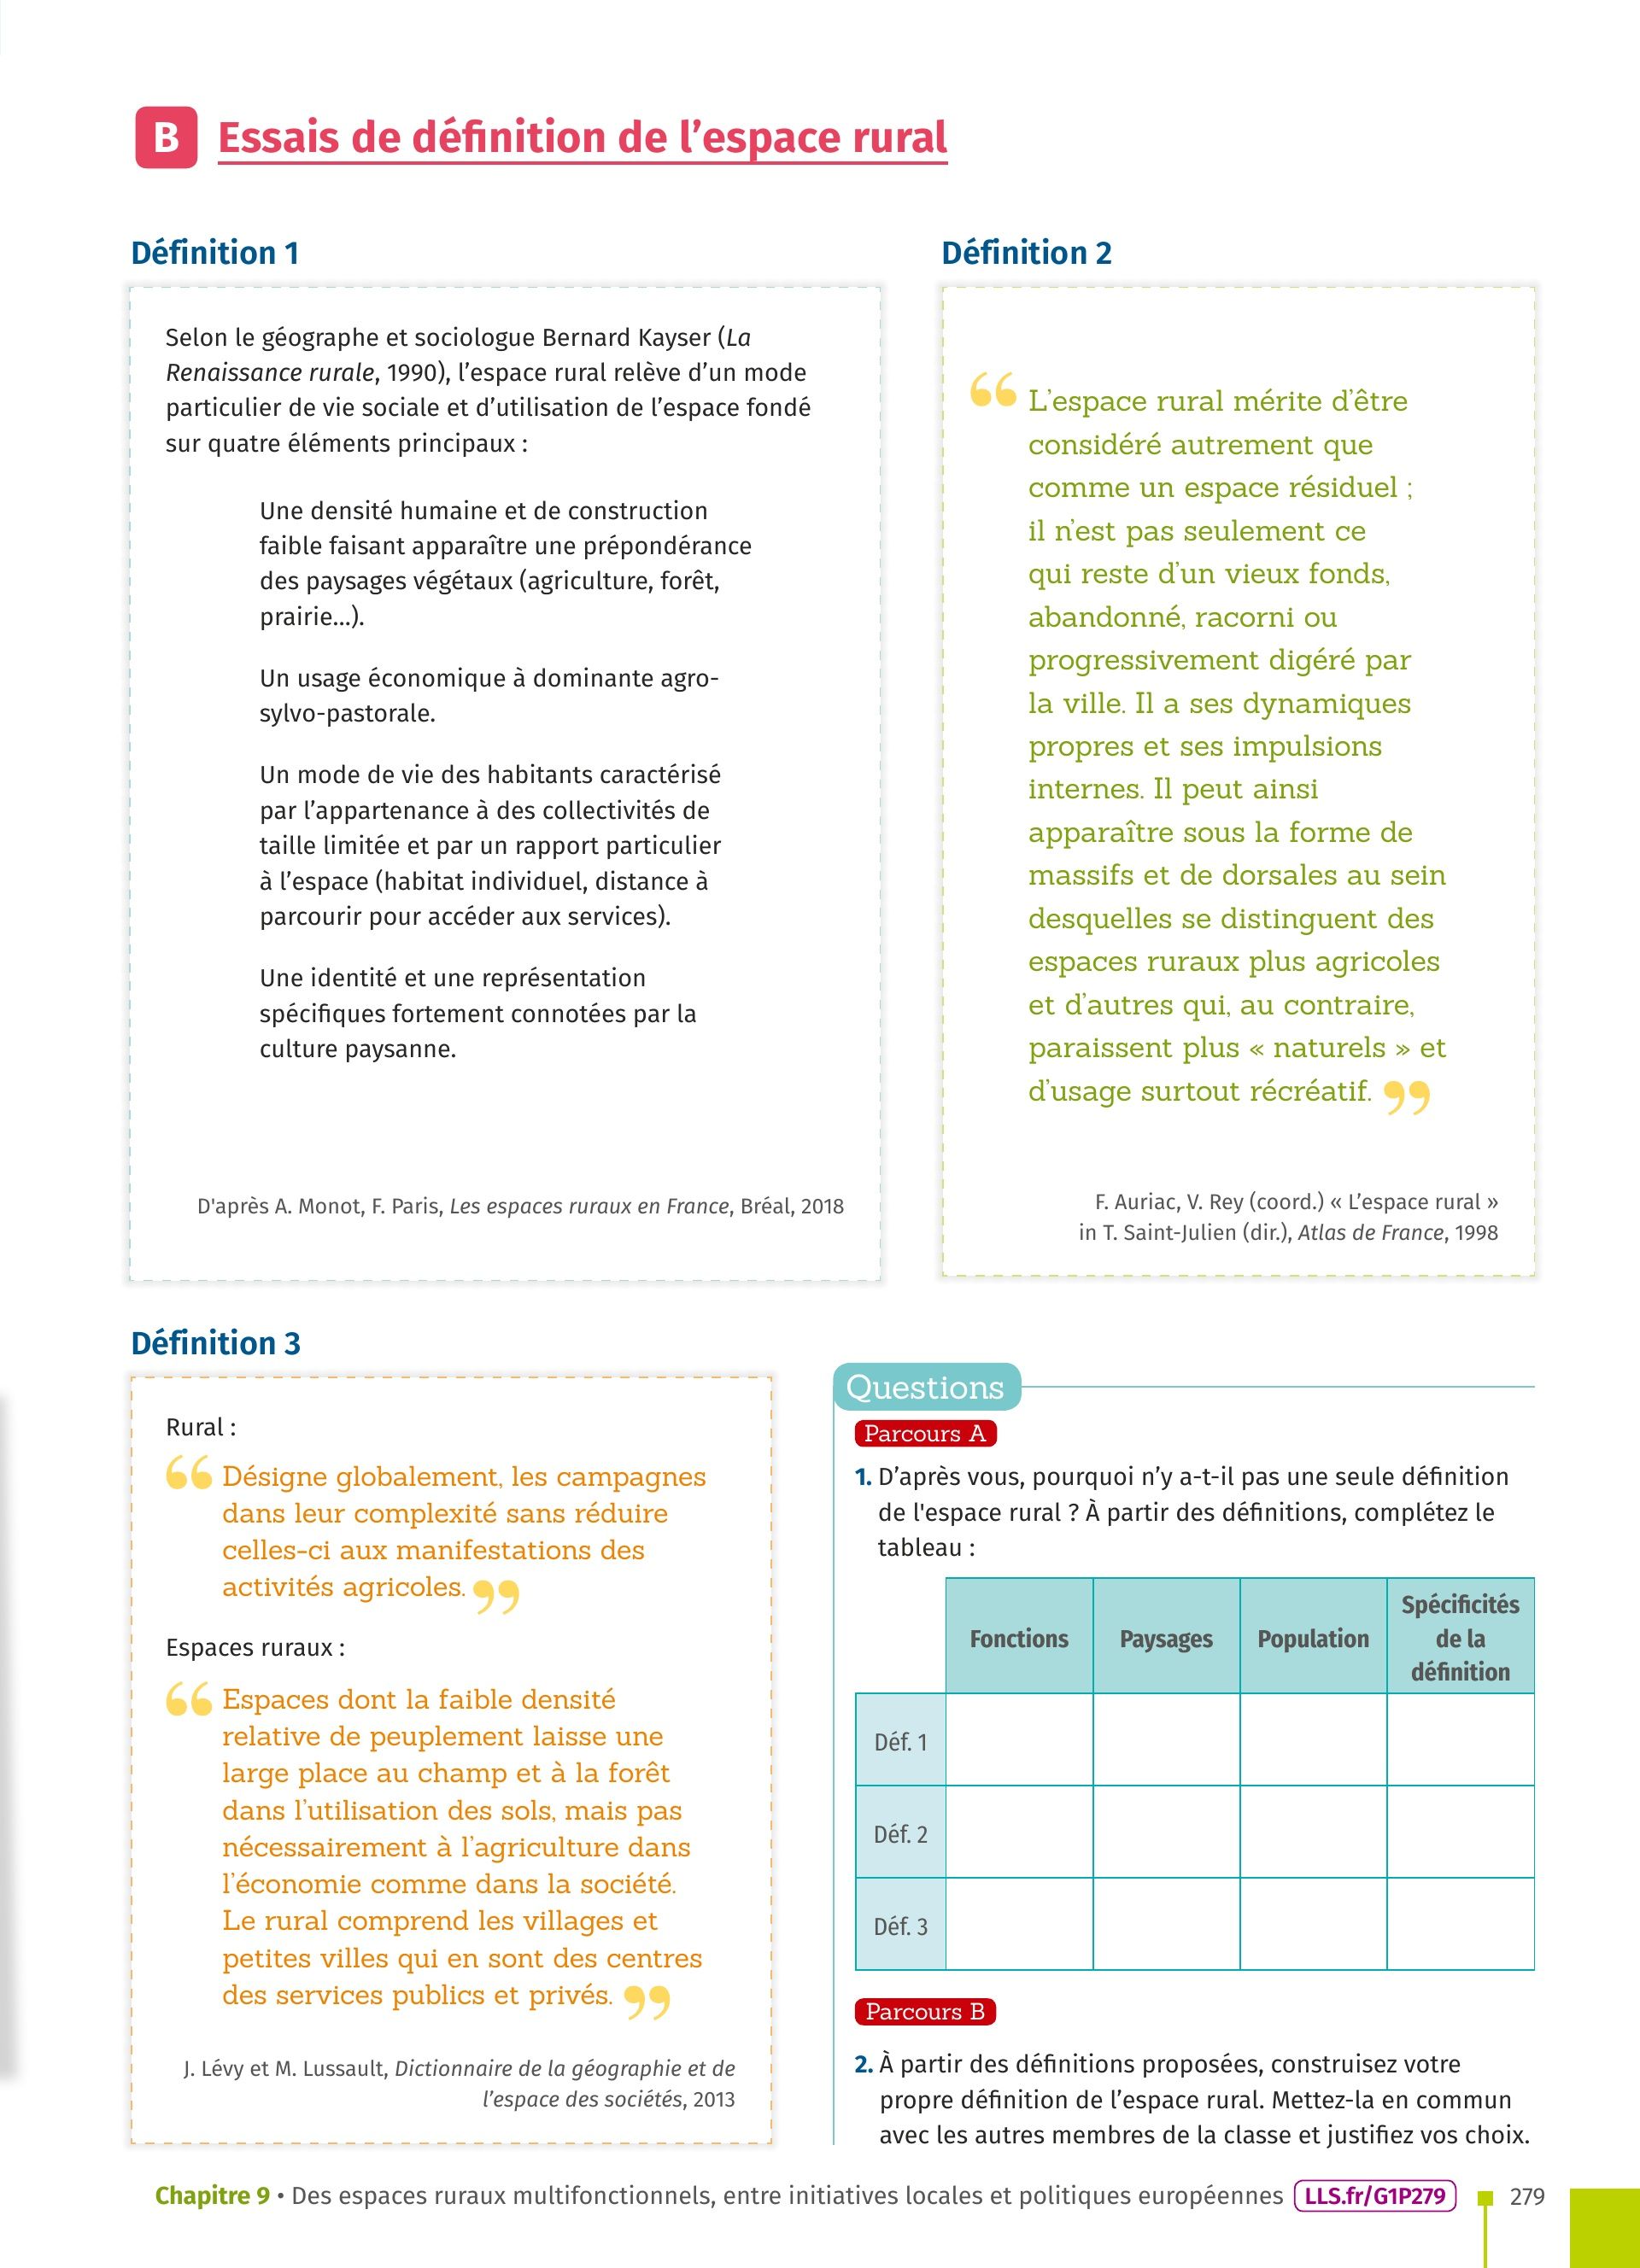 B Essais de définition de l’espace rural
Définition 1
Selon le géographe et sociologue Bernard Kayser (La
Renaissance rurale, 1990), l’espace rural relève d’un mode
particulier de vie sociale et d’utilisation de l’espace fondé
sur quatre éléments principaux :
Une densité humaine et de construction
faible faisant apparaître une prépondérance
des paysages végétaux (agriculture, forêt,
prairie…).
Un usage économique à dominante agro-
sylvo-pastorale.
Un mode de vie des habitants caractérisé
par l’appartenance à des collectivités de
taille limitée et par un rapport particulier
à l’espace (habitat individuel, distance à
parcourir pour accéder aux services).
Une identité et une représentation
spécifiques fortement connotées par la
culture paysanne.
D'après A. Monot, F. Paris, Les espaces ruraux en France, Bréal, 2018
Définition 2
“ L’espace rural mérite d’être
considéré autrement que
comme un espace résiduel ;
il n’est pas seulement ce
qui reste d’un vieux fonds,
abandonné, racorni ou
progressivement digéré par
la ville. Il a ses dynamiques
propres et ses impulsions
internes. Il peut ainsi
apparaître sous la forme de
massifs et de dorsales au sein
desquelles se distinguent des
espaces ruraux plus agricoles
et d’autres qui, au contraire,
paraissent plus « naturels » et
d’usage surtout récréatif. ”
F. Auriac, V. Rey (coord.) « L’espace rural »
in T. Saint-Julien (dir.), Atlas de France, 1998
Définition 3
Rural :
“ Désigne globalement, les campagnes
dans leur complexité sans réduire
celles-ci aux manifestations des
activités agricoles. ”
Espaces ruraux :
“ Espaces dont la faible densité
relative de peuplement laisse une
large place au champ et à la forêt
dans l’utilisation des sols, mais pas
nécessairement à l’agriculture dans
l’économie comme dans la société.
Le rural comprend les villages et
petites villes qui en sont des centres
des services publics et privés. ”
J. Lévy et M. Lussault, Dictionnaire de la géographie et de
l’espace des sociétés, 2013
Questions
Parcours A
1. D’après vous, pourquoi n’y a-t-il pas une seule définition
de l'espace rural ? À partir des définitions, complétez le
tableau :
Fonctions Paysages Population Spécificités
de la
définition
Déf. 1
Déf. 2
Déf. 3
Parcours B
2. À partir des définitions proposées, construisez votre
propre définition de l’espace rural. Mettez-la en commun
avec les autres membres de la classe et justifiez vos choix.
Chapitre 9 • Des espaces ruraux multifonctionnels, entre initiatives locales et politiques européennes LLS.fr/G1P279 279